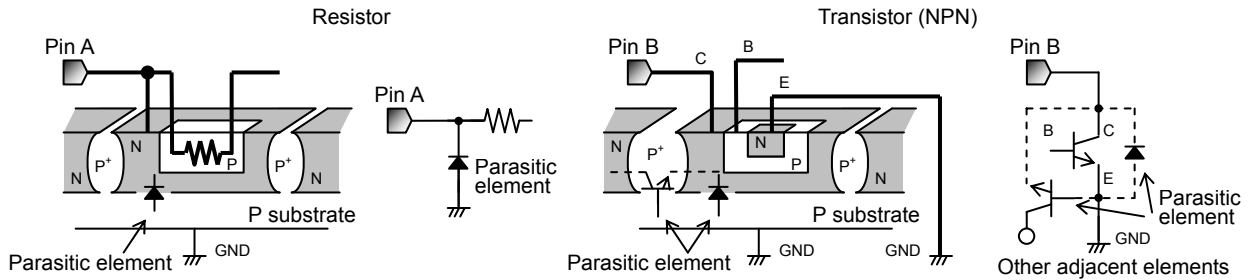 Resistor
Pin A
N
P+
N
P
P+
N
P substrate
Parasitic element
GND
Pin A
Parasitic
element
Transistor (NPN)
Pin B
C
B
E
N
P+
N
P
P+
N
P substrate
Parasitic element
GND
GND
Pin B
B
C
E
Parasitic
element
GND
Other adjacent elements